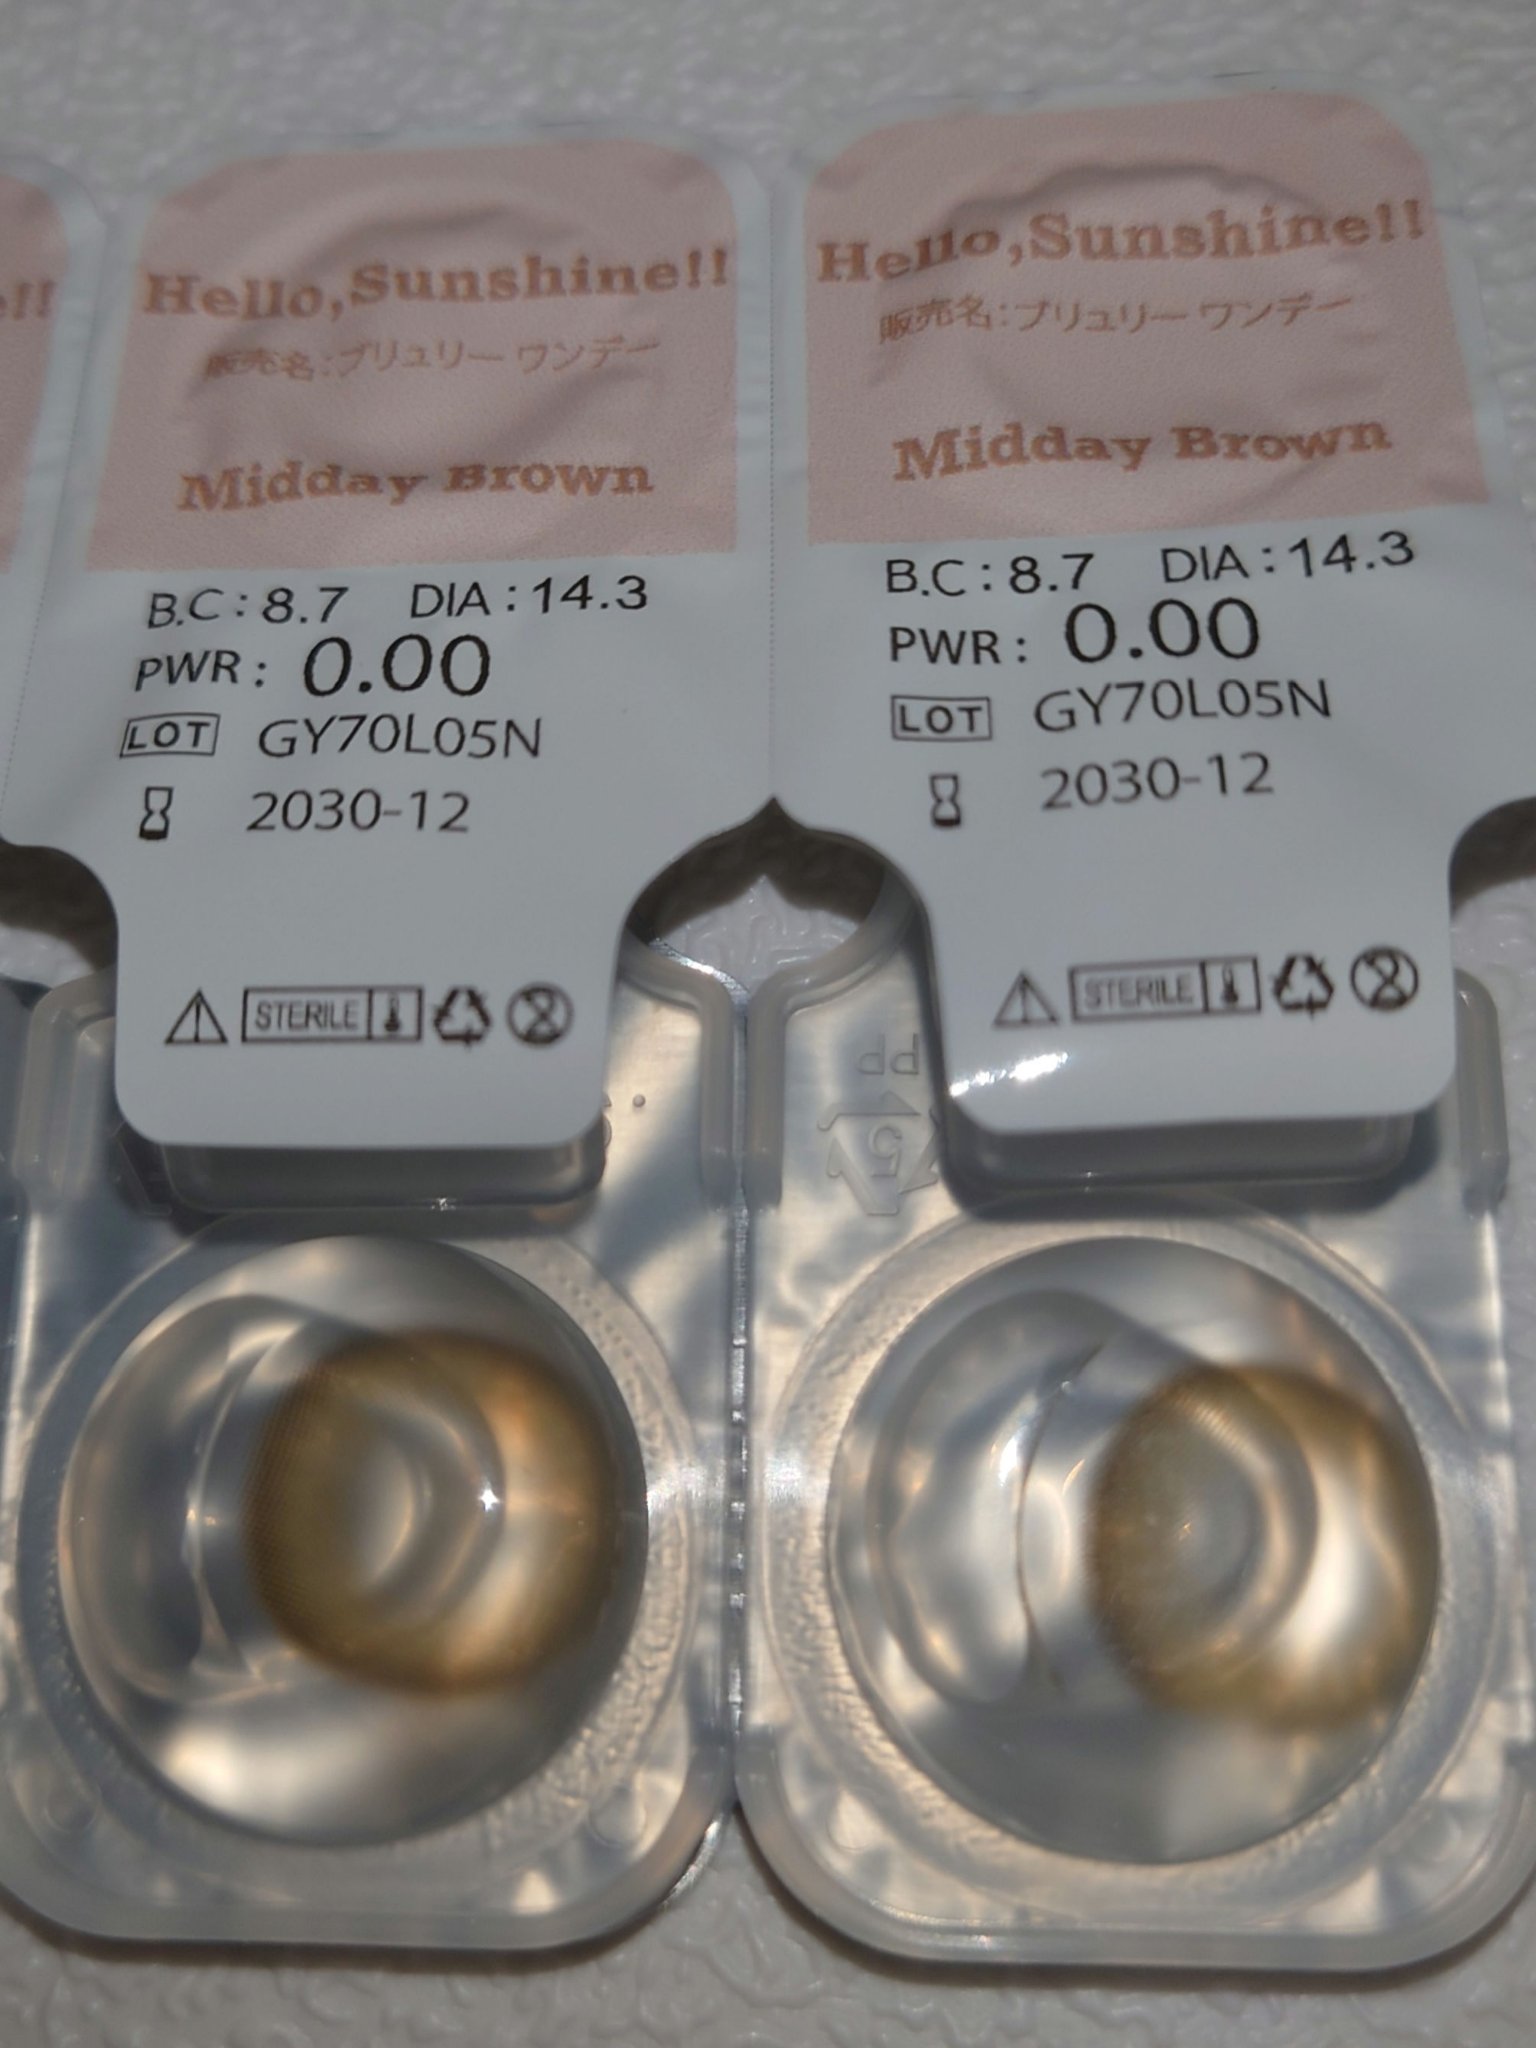 e!!
Hello,Sunshine!!
販売名:ブリュリー ワンデー
Midday Brown
B.C:8.7 DIA:14.3
PWR: 0.00
LOT GY70L05N
2030-12
STERILE
Hello,Sunshine!!
販売名:ブリュリー ワンデー
Midday Brown
B.C:8.7 DIA:14.3
PWR: 0.00
LOT GY70L05N
2030-12
STERILE
PP
5